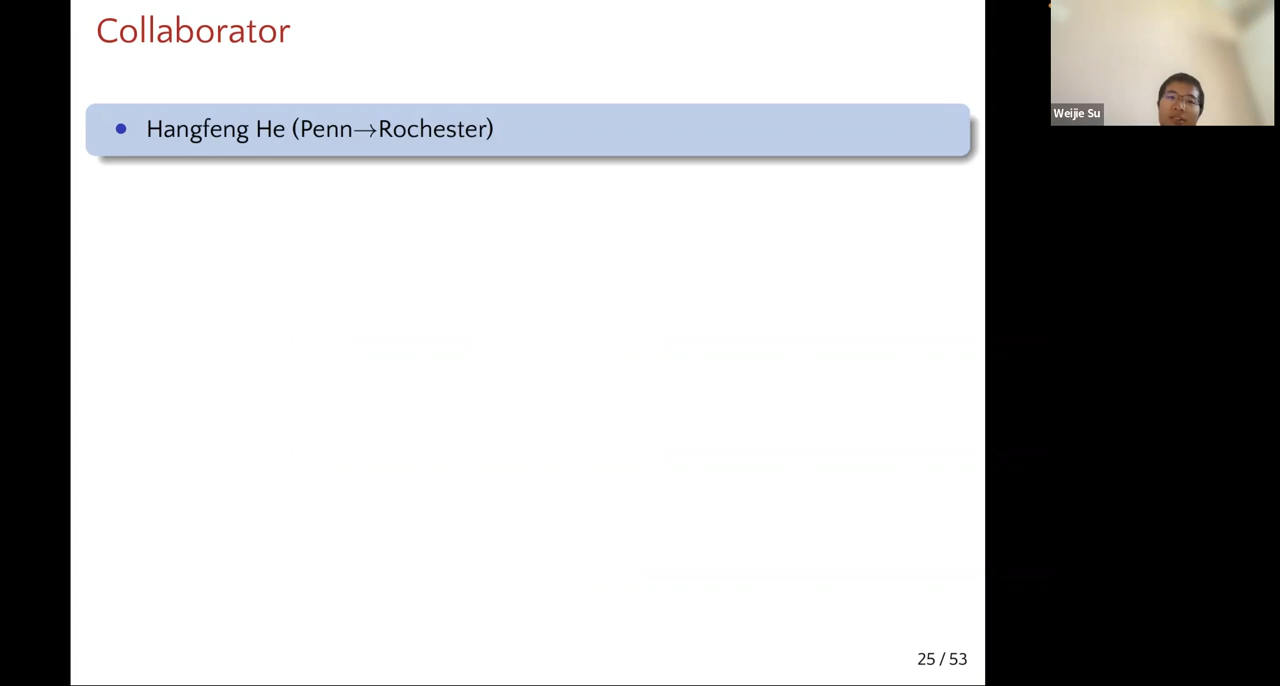 Collaborator
• Hangfeng He (Penn→Rochester)
25 / 53
Weijie Su